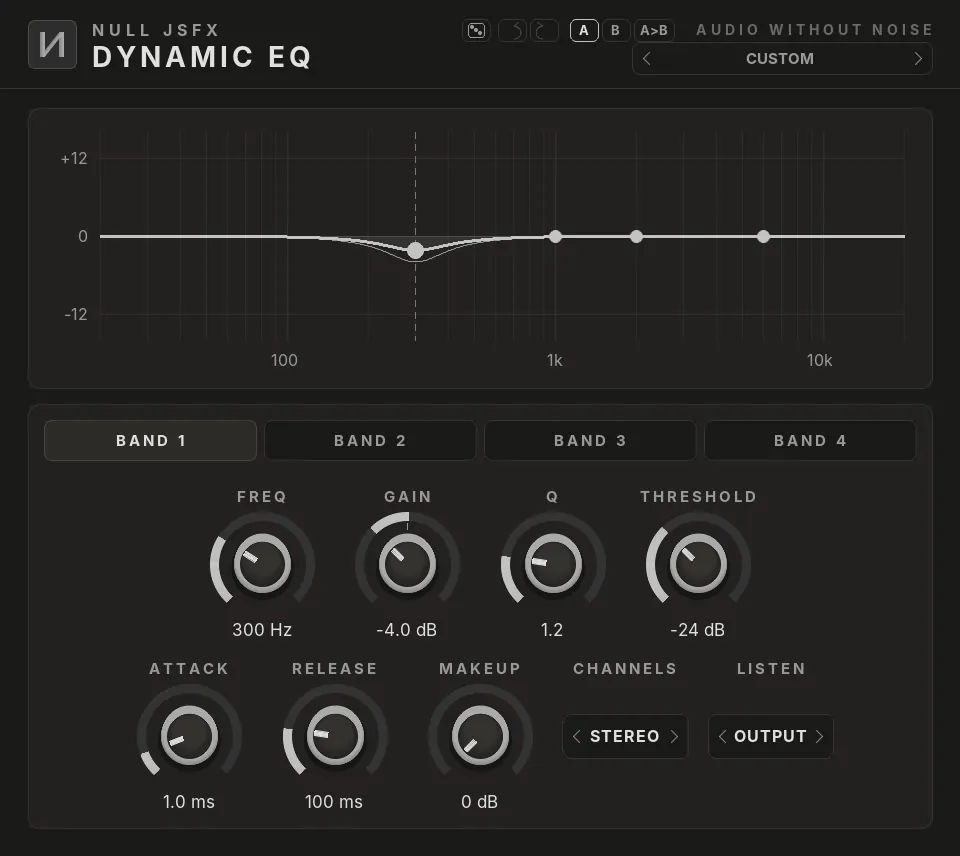 NULL JSFX
DYNAMIC EQ
A B A>B AUDIO WITHOUT NOISE
CUSTOM
+12
0
-12
100 1k 10k
BAND 1 BAND 2 BAND 3 BAND 4
FREQ GAIN Q THRESHOLD
300 Hz -4.0 dB 1.2 -24 dB
ATTACK RELEASE MAKEUP CHANNELS LISTEN
STEREO OUTPUT
1.0 ms 100 ms 0 dB